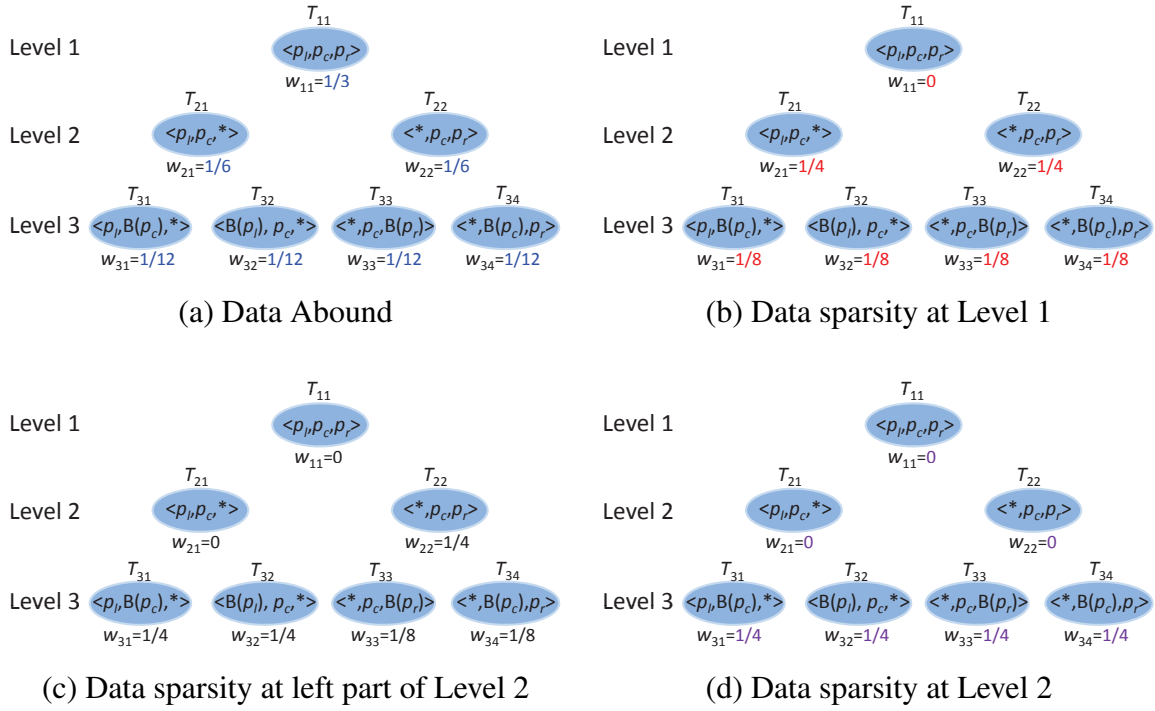 T11
Level 1
<pl,pc,pr>
w11=1/3
T21
T22
Level 2
<pl,pc,*>
<*,pc,pr>
w21=1/6
w22=1/6
T31
T32
T33
T34
Level 3
<pl,B(pc),*>
<B(pl), pc,*>
<*,pc,B(pr)>
<*,B(pc),pr>
w31=1/12
w32=1/12
w33=1/12
w34=1/12
(a) Data Abound
T11
Level 1
<pl,pc,pr>
w11=0
T21
T22
Level 2
<pl,pc,*>
<*,pc,pr>
w21=1/4
w22=1/4
T31
T32
T33
T34
Level 3
<pl,B(pc),*>
<B(pl), pc,*>
<*,pc,B(pr)>
<*,B(pc),pr>
w31=1/8
w32=1/8
w33=1/8
w34=1/8
(b) Data sparsity at Level 1
T11
Level 1
<pl,pc,pr>
w11=0
T21
T22
Level 2
<pl,pc,*>
<*,pc,pr>
w21=0
w22=1/4
T31
T32
T33
T34
Level 3
<pl,B(pc),*>
<B(pl), pc,*>
<*,pc,B(pr)>
<*,B(pc),pr>
w31=1/4
w32=1/4
w33=1/8
w34=1/8
(c) Data sparsity at left part of Level 2
T11
Level 1
<pl,pc,pr>
w11=0
T21
T22
Level 2
<pl,pc,*>
<*,pc,pr>
w21=0
w22=0
T31
T32
T33
T34
Level 3
<pl,B(pc),*>
<B(pl), pc,*>
<*,pc,B(pr)>
<*,B(pc),pr>
w31=1/4
w32=1/4
w33=1/4
w34=1/4
(d) Data sparsity at Level 2